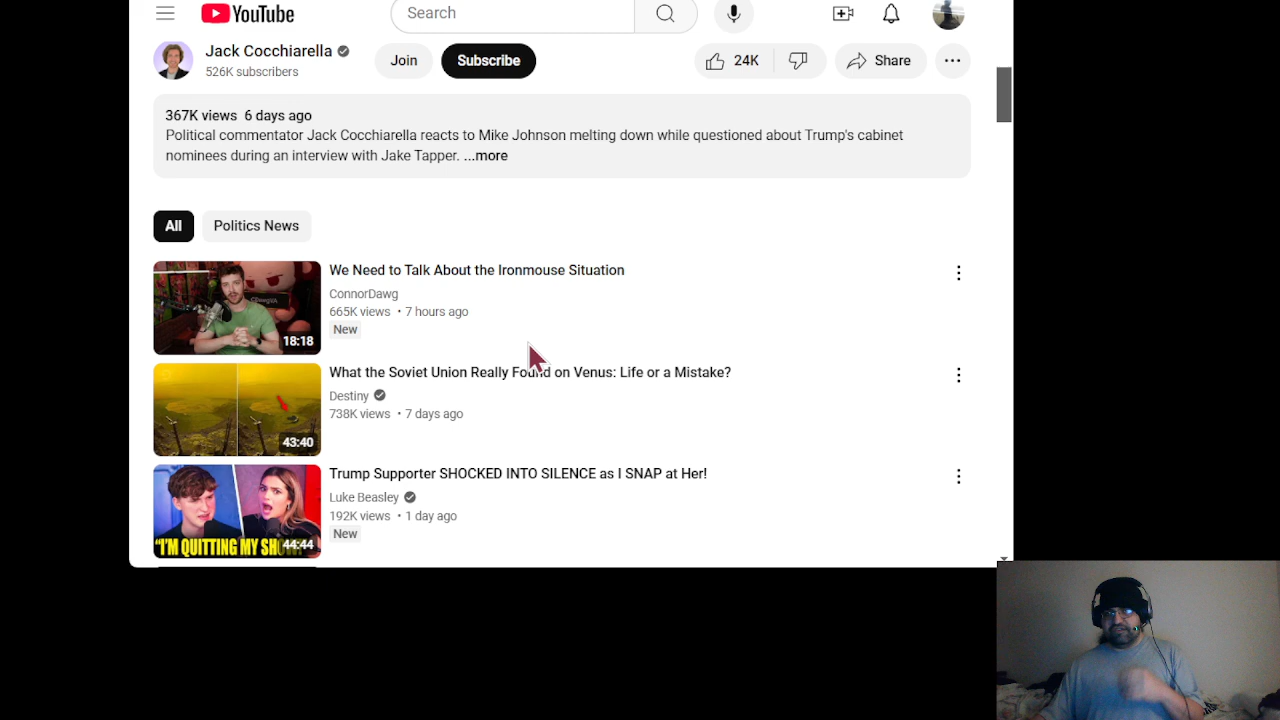 YouTube
Search
Jack Cocchiarella
526K subscribers
Join
Subscribe
24K
Share
367K views 6 days ago
Political commentator Jack Cocchiarella reacts to Mike Johnson melting down while questioned about Trump's cabinet
nominees during an interview with Jake Tapper. ...more
All
Politics News
We Need to Talk About the Ironmouse Situation
ConnorDawg
665K views • 7 hours ago
New
18:18
What the Soviet Union Really Found on Venus: Life or a Mistake?
Destiny
738K views • 7 days ago
43:40
Trump Supporter SHOCKED INTO SILENCE as I SNAP at Her!
Luke Beasley
192K views • 1 day ago
New
"I'M QUITTING MY
44:44